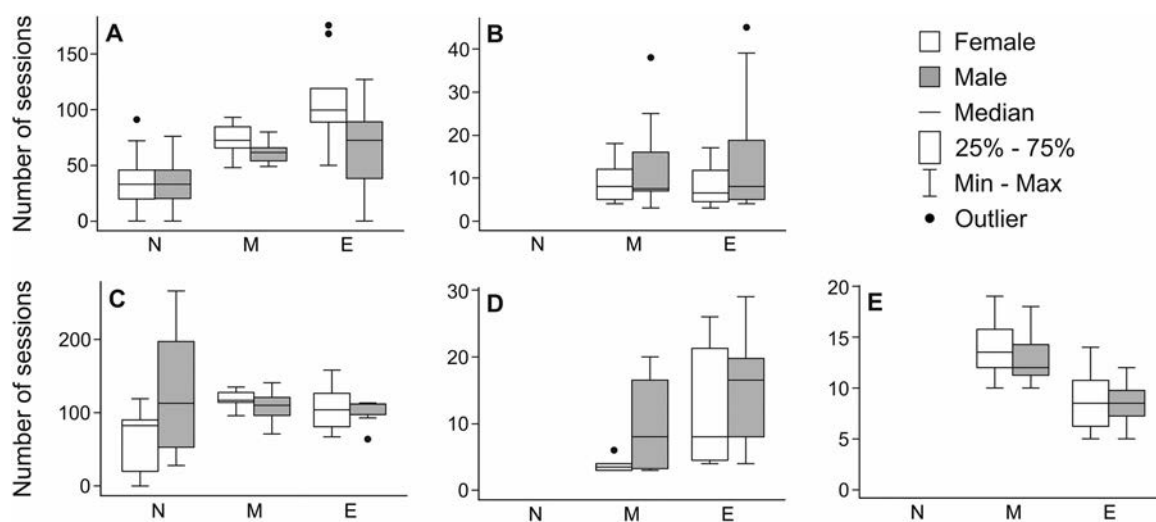 A
Number of sessions
150
100
50
0
N M E
B
40
30
20
10
0
N M E
Female
Male
Median
25% - 75%
Min - Max
Outlier
C
Number of sessions
200
100
0
N M E
D
30
20
10
0
N M E
E
20
15
10
5
0
M E